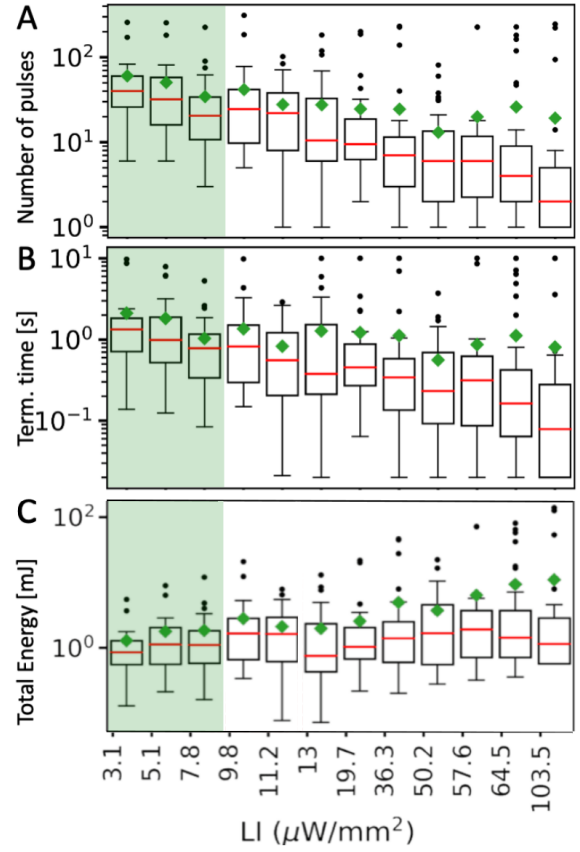 A
Number of pulses
10²
10¹
10⁰
B
Term. time [s]
10¹
10⁰
10⁻¹
C
Total Energy [mJ]
10²
10⁰
3.1 5.1 7.8 9.8 11.2 13 19.7 36.3 50.2 57.6 64.5 103.5
LI (μW/mm²)